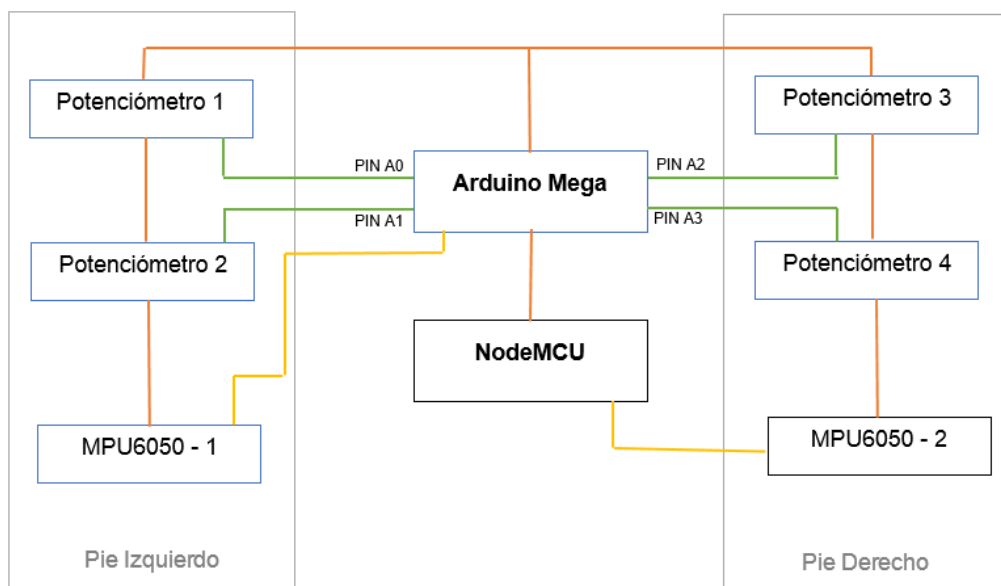 Potenciómetro 1
Potenciómetro 3
PIN A0
Arduino Mega
PIN A2
PIN A1
PIN A3
Potenciómetro 2
Potenciómetro 4
NodeMCU
MPU6050 - 1
MPU6050 - 2
Pie Izquierdo
Pie Derecho